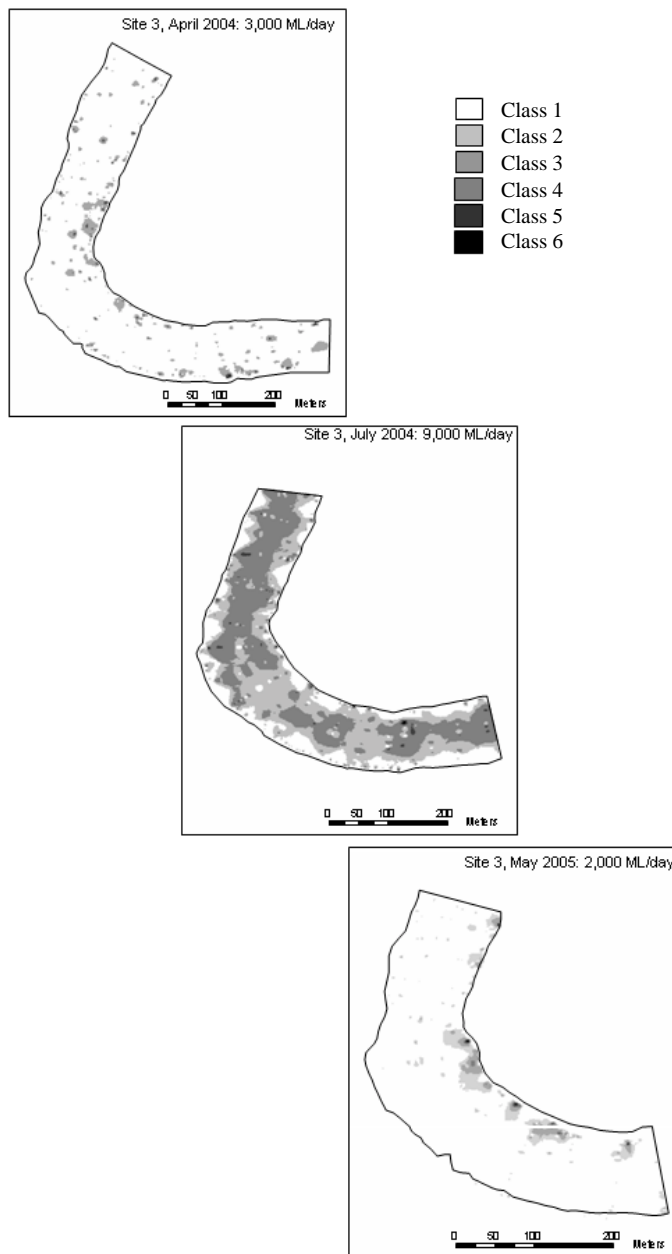 Site 3, April 2004: 3,000 ML/day
Class 1
Class 2
Class 3
Class 4
Class 5
Class 6
0 50 100 200
Meters
Site 3, July 2004: 9,000 ML/day
0 50 100 200
Meters
Site 3, May 2005: 2,000 ML/day
0 50 100 200
Meters